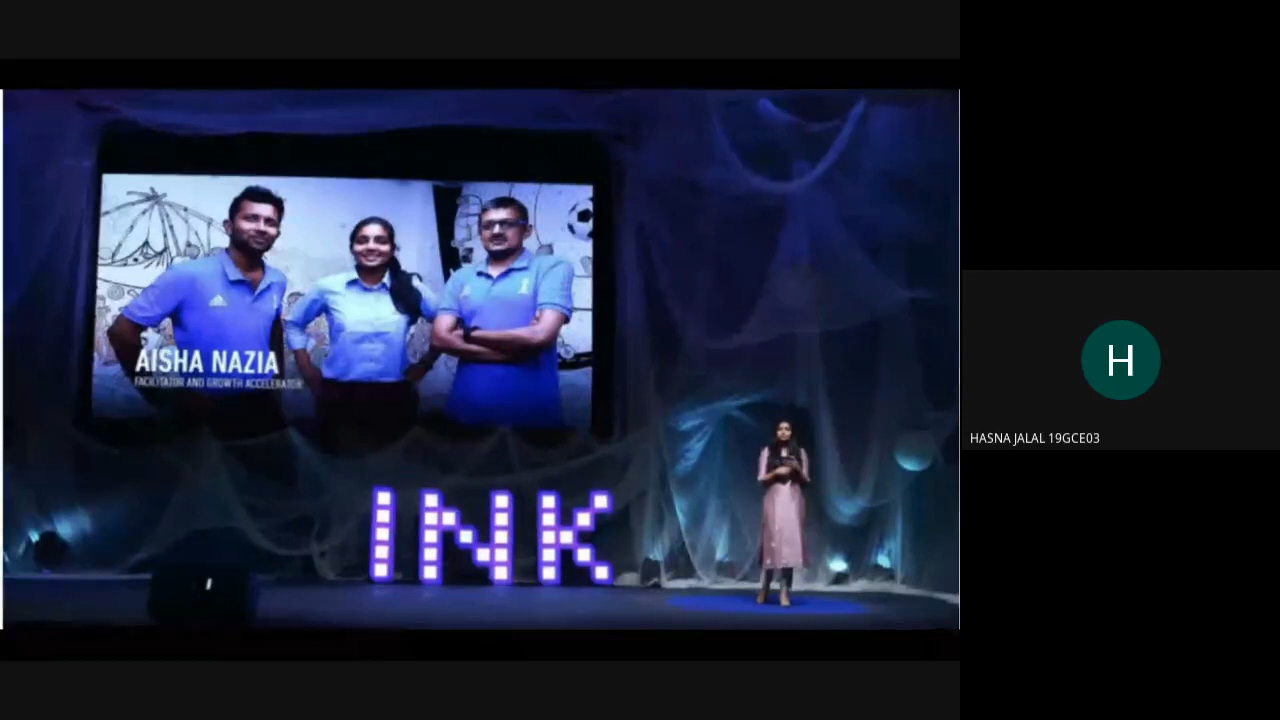 AISHA NAZIA
FACILITATOR AND GROWTH ACCELERATOR
INK
H
HASNA JALAL 19GCE03